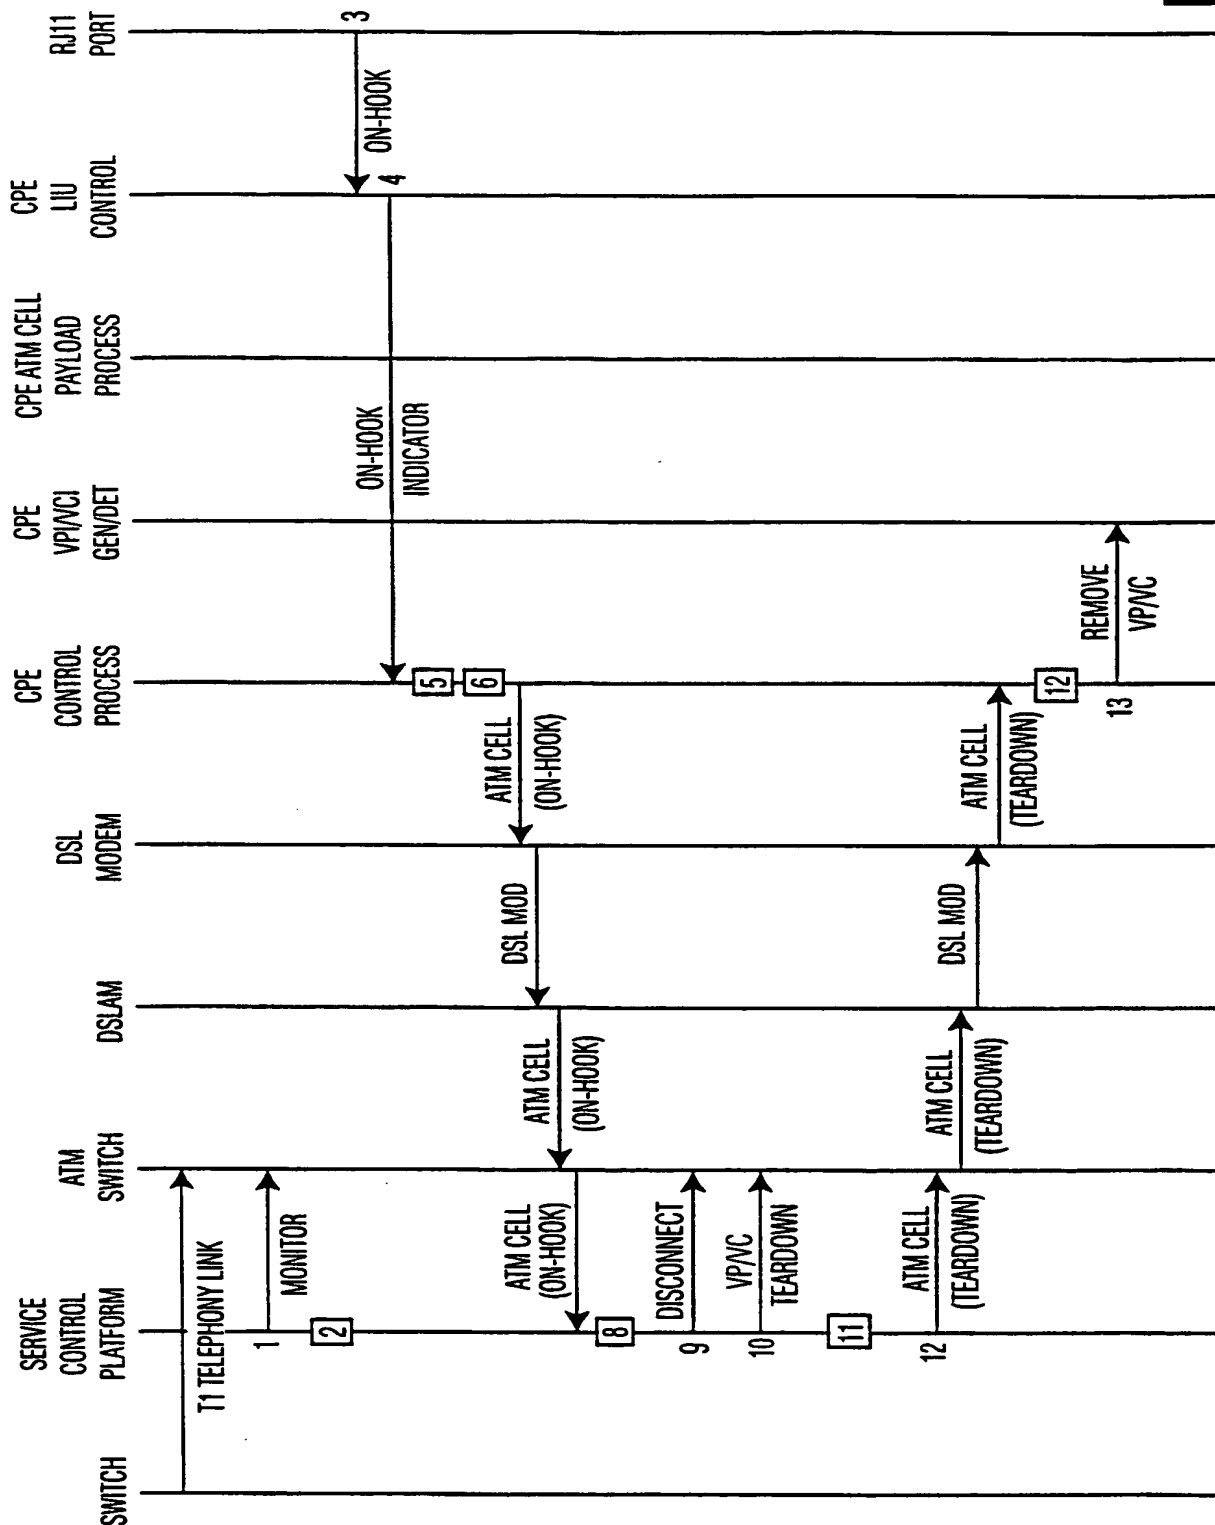 SWITCH
SERVICE
CONTROL
PLATFORM
ATM
SWITCH
DSLAM
DSL
MODEM
CPE
CONTROL
PROCESS
CPE
VPI/VCI
GEN/DET
CPE ATM CELL
PAYLOAD
PROCESS
CPE
LIU
CONTROL
RJ11
PORT
T1 TELEPHONY LINK
1
MONITOR
2
3
ON-HOOK
4
ON-HOOK
INDICATOR
5
6
ATM CELL
(ON-HOOK)
DSL MOD
ATM CELL
(ON-HOOK)
ATM CELL
(ON-HOOK)
8
9
DISCONNECT
10
VP/VC
TEARDOWN
11
12
ATM CELL
(TEARDOWN)
ATM CELL
(TEARDOWN)
DSL MOD
ATM CELL
(TEARDOWN)
12
13
REMOVE
VP/VC